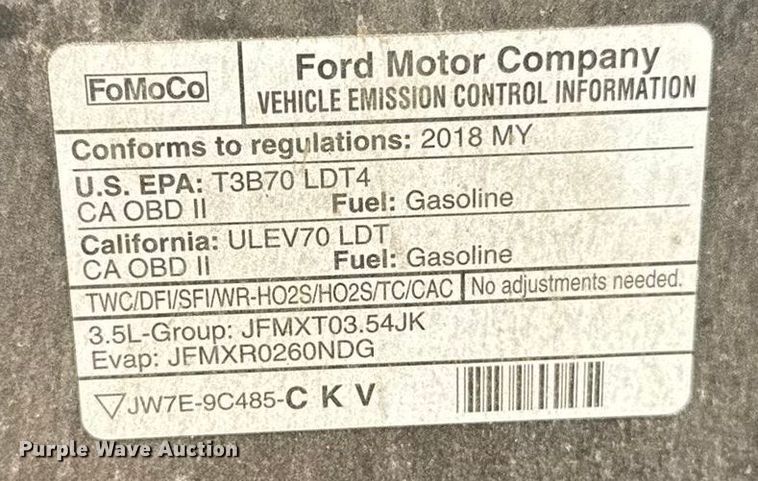 FoMoCo
Ford Motor Company
VEHICLE EMISSION CONTROL INFORMATION
Conforms to regulations: 2018 MY
U.S. EPA: T3B70 LDT4
CA OBD II Fuel: Gasoline
California: ULEV70 LDT
CA OBD II Fuel: Gasoline
TWC/DFI/SFI/WR-HO2S/HO2S/TC/CAC No adjustments needed.
3.5L-Group: JFMXT03.54JK
Evap: JFMXR0260NDG
JW7E-9C485-C K V
Purple Wave Auction